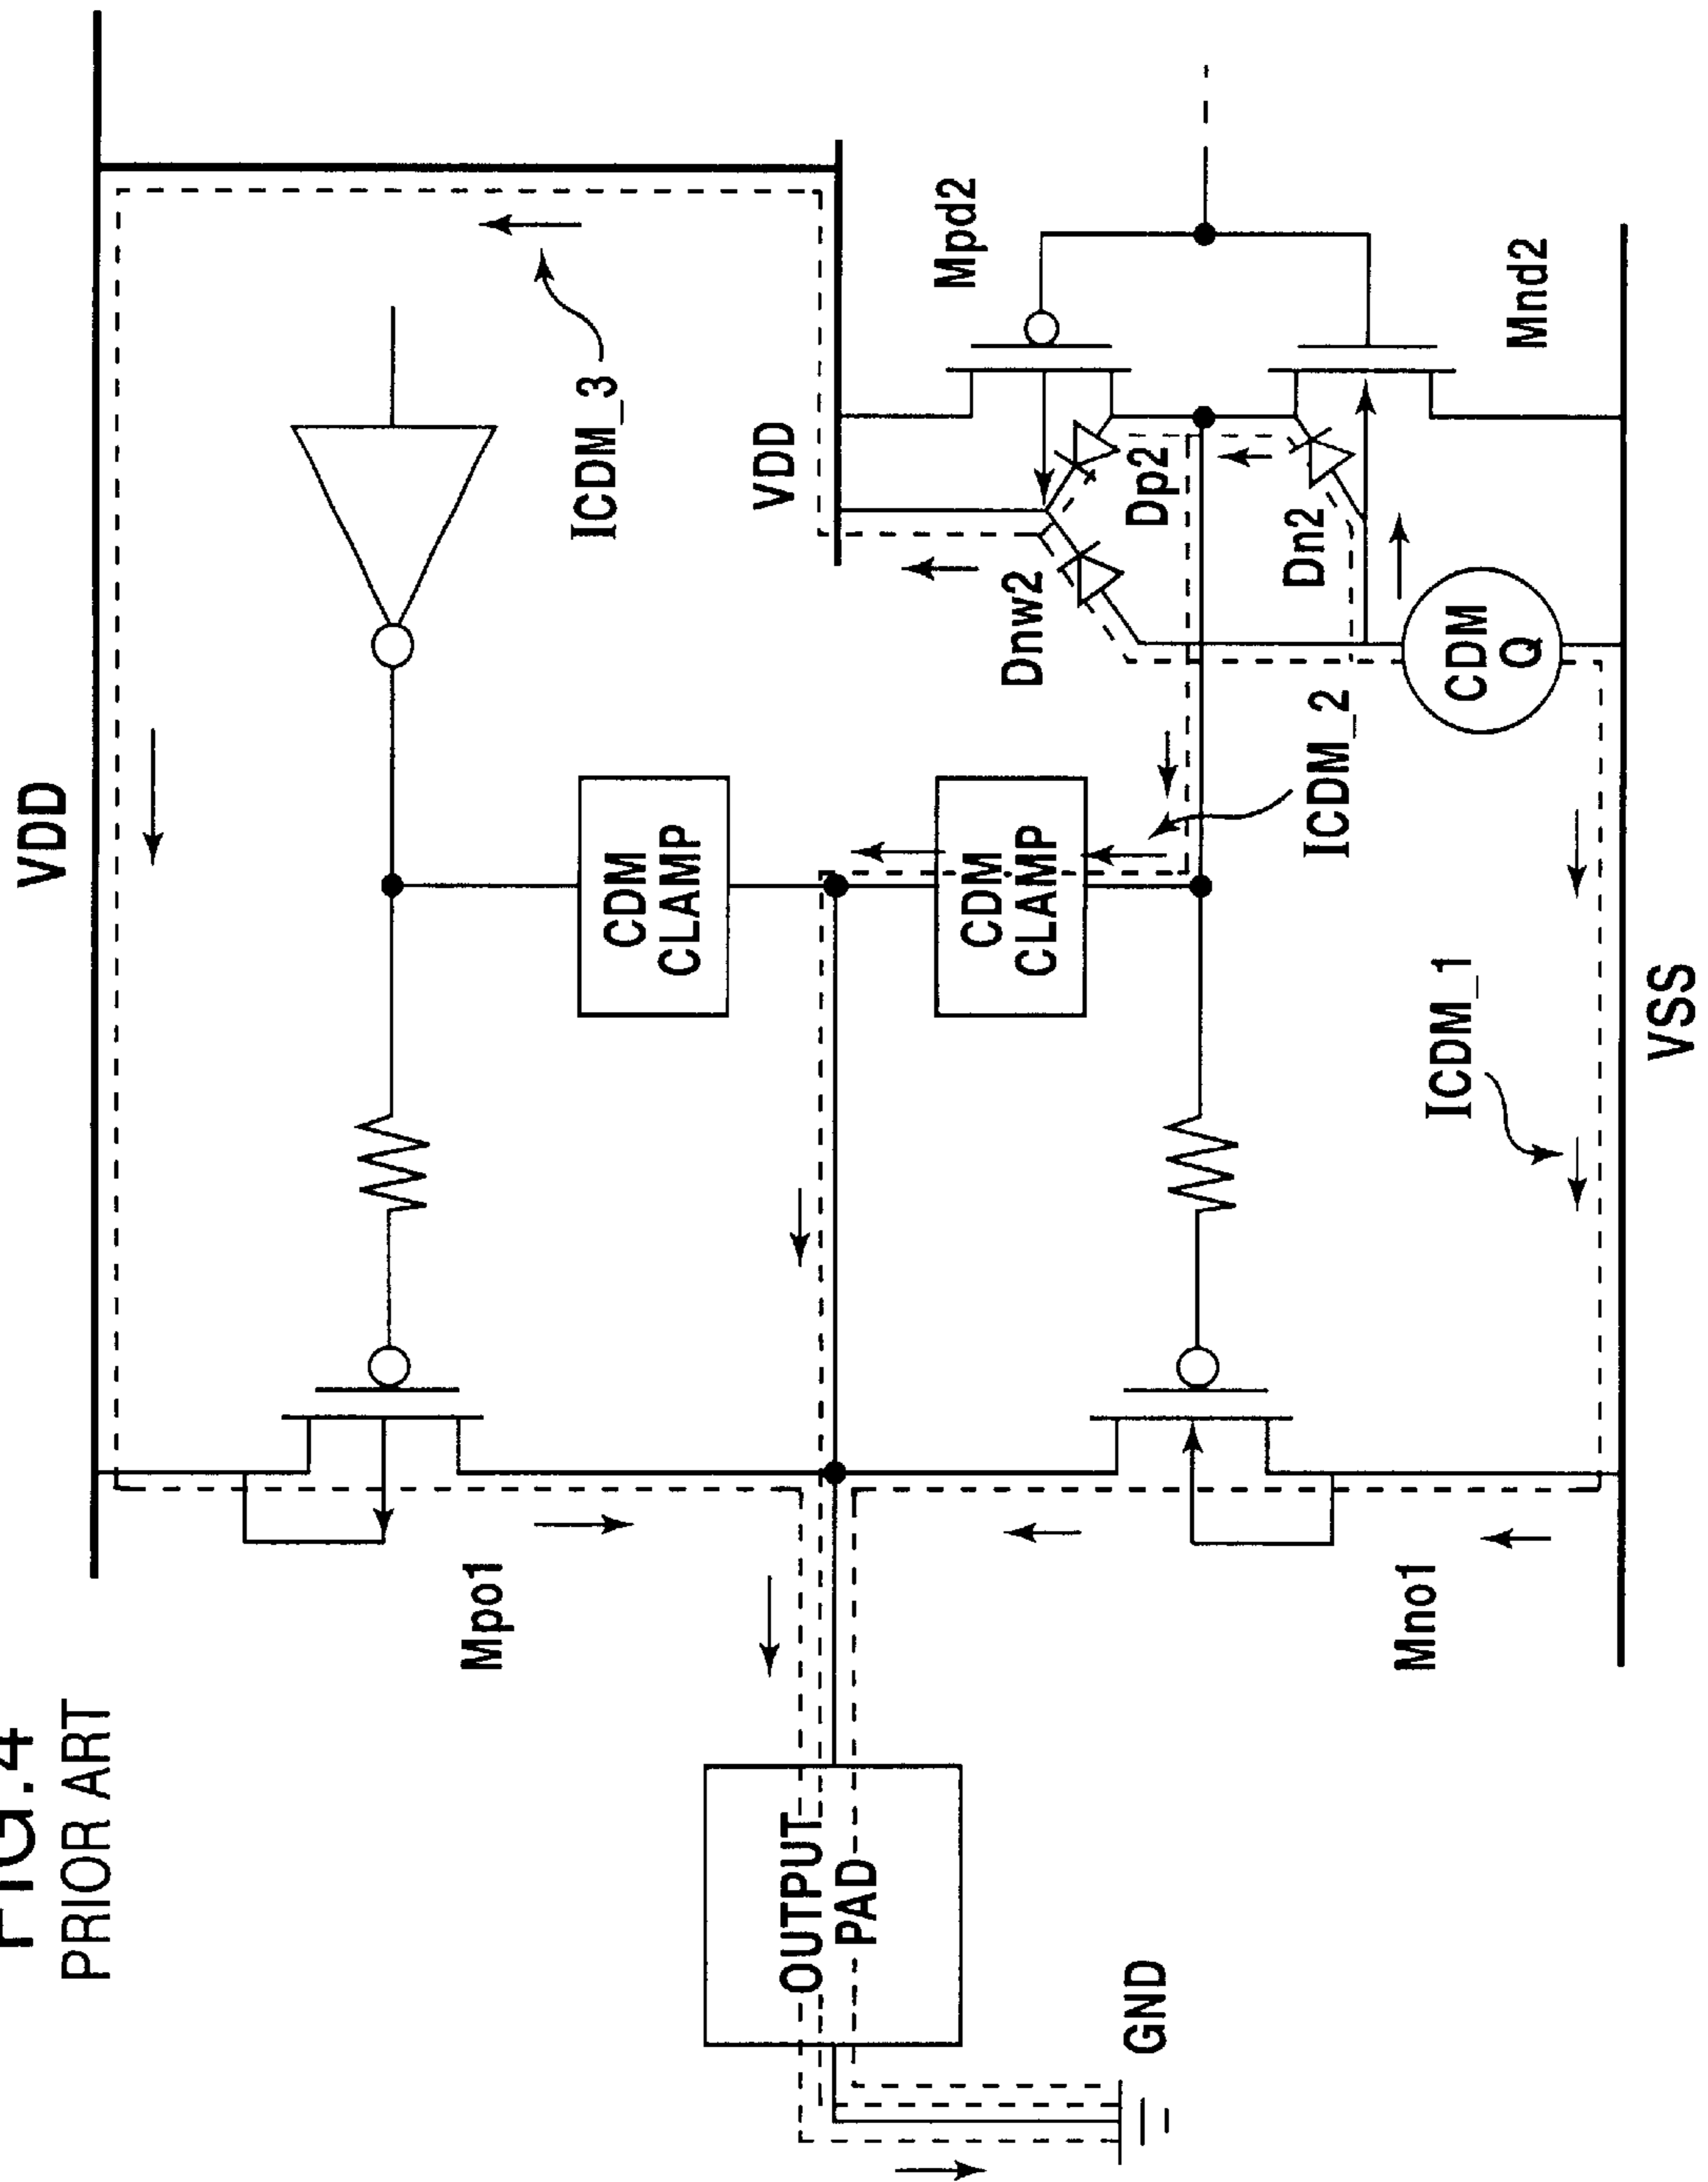 FIG.4
PRIOR ART
VDD
ICDM_3
VDD
Mpd2
CDM
CLAMP
CDM
CLAMP
Dnw2
Dp2
Dn2
Mnd2
ICDM_2
CDM
Q
ICDM_1
VSS
Mpo1
Mno1
OUTPUT
PAD
GND